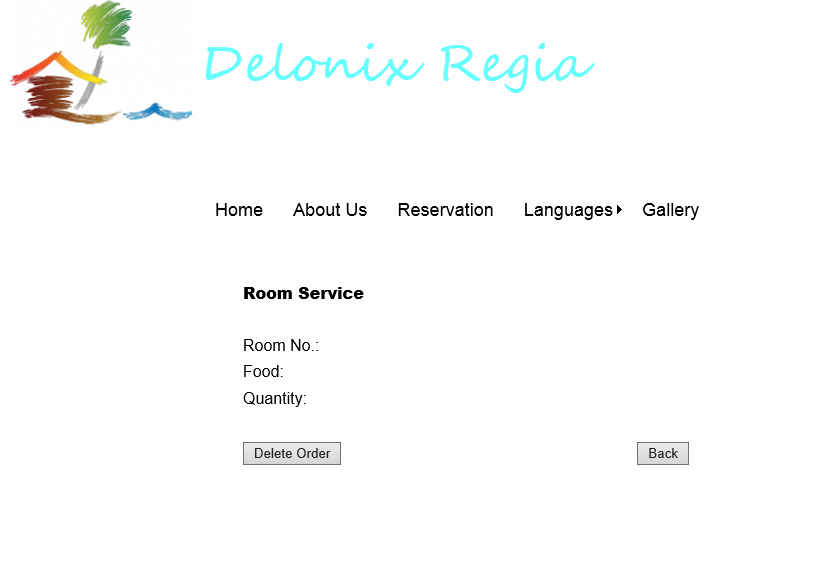 Delonix Regia
Home About Us Reservation Languages Gallery
Room Service
Room No.:
Food:
Quantity:
Delete Order Back